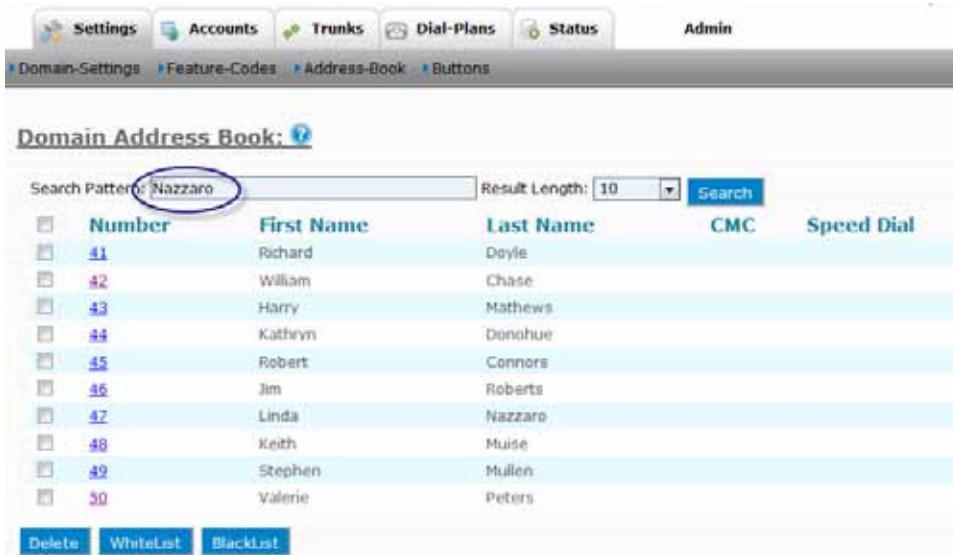 Settings Accounts Trunks Dial-Plans Status Admin
Domain-Settings Feature-Codes Address-Book Buttons
Domain Address Book:
Search Pattern: Nazzaro Result Length: 10 Search
Number First Name Last Name CMC Speed Dial
41 Richard Doyle
42 William Chase
43 Harry Mathews
44 Kathryn Donohue
45 Robert Connors
46 Jim Roberts
47 Linda Nazzaro
48 Keith Muise
49 Stephen Mullen
50 Valerie Peters
Delete WhiteList BlackList